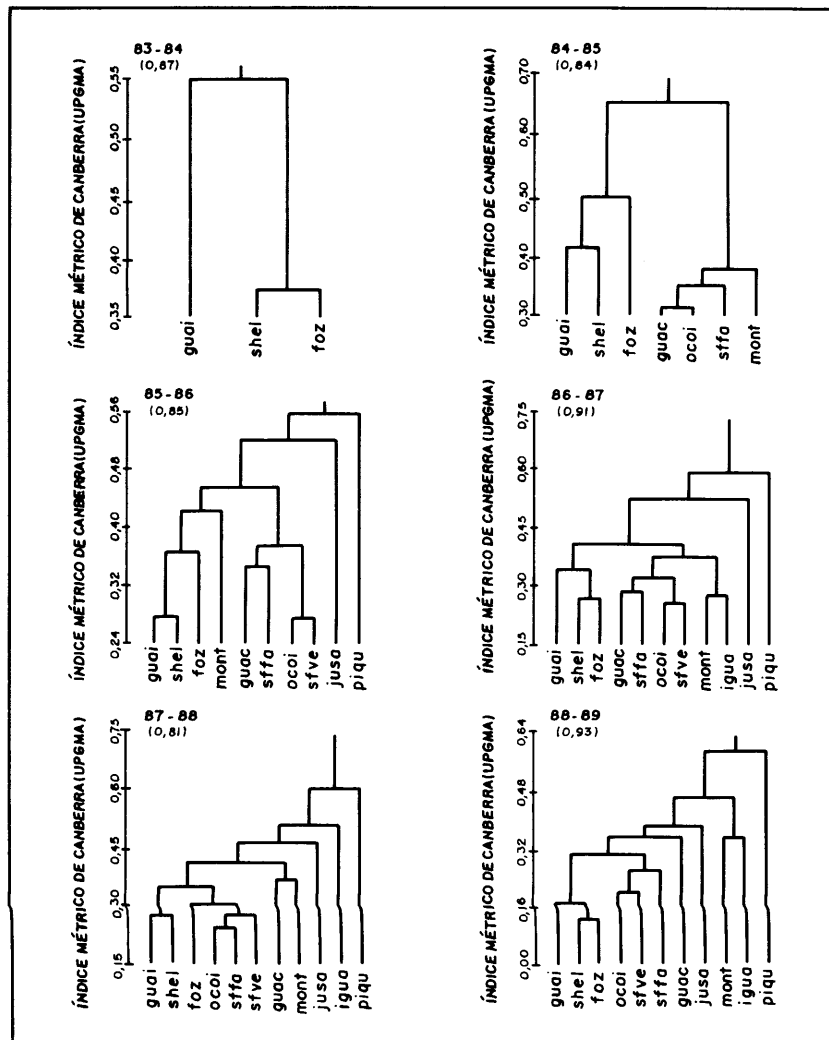 83-84
(0,87)
ÍNDICE MÉTRICO DE CANBERRA(UPGMA)
0,55
0,50
0,45
0,40
0,35
guai
shel
foz
84-85
(0,84)
ÍNDICE MÉTRICO DE CANBERRA(UPGMA)
0,70
0,60
0,50
0,40
0,30
guai
shel
foz
guac
ocoi
sffa
mont
85-86
(0,85)
ÍNDICE MÉTRICO DE CANBERRA(UPGMA)
0,56
0,48
0,40
0,32
0,24
guai
shel
foz
mont
guac
sffa
ocoi
sfve
jusa
piqu
86-87
(0,91)
ÍNDICE MÉTRICO DE CANBERRA(UPGMA)
0,75
0,60
0,45
0,30
0,15
guai
shel
foz
guac
sffa
ocoi
sfve
mont
igua
jusa
piqu
87-88
(0,81)
ÍNDICE MÉTRICO DE CANBERRA(UPGMA)
0,75
0,60
0,45
0,30
0,15
guai
shel
foz
ocoi
sffa
sfve
guac
mont
jusa
igua
piqu
88-89
(0,93)
ÍNDICE MÉTRICO DE CANBERRA(UPGMA)
0,64
0,48
0,32
0,16
0,00
guai
shel
foz
ocoi
sfve
sffa
guac
jusa
mont
igua
piqu